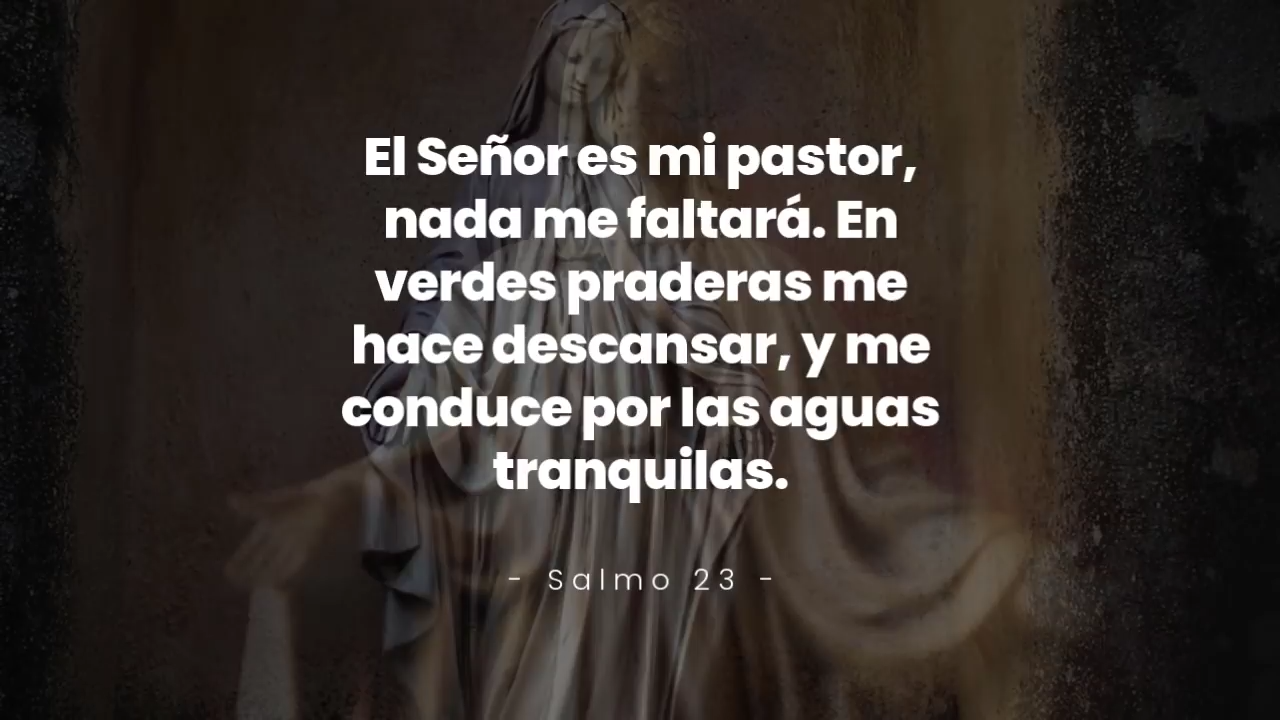 El Señor es mi pastor,
nada me faltará. En
verdes praderas me
hace descansar, y me
conduce por las aguas
tranquilas.
- Salmo 23 -